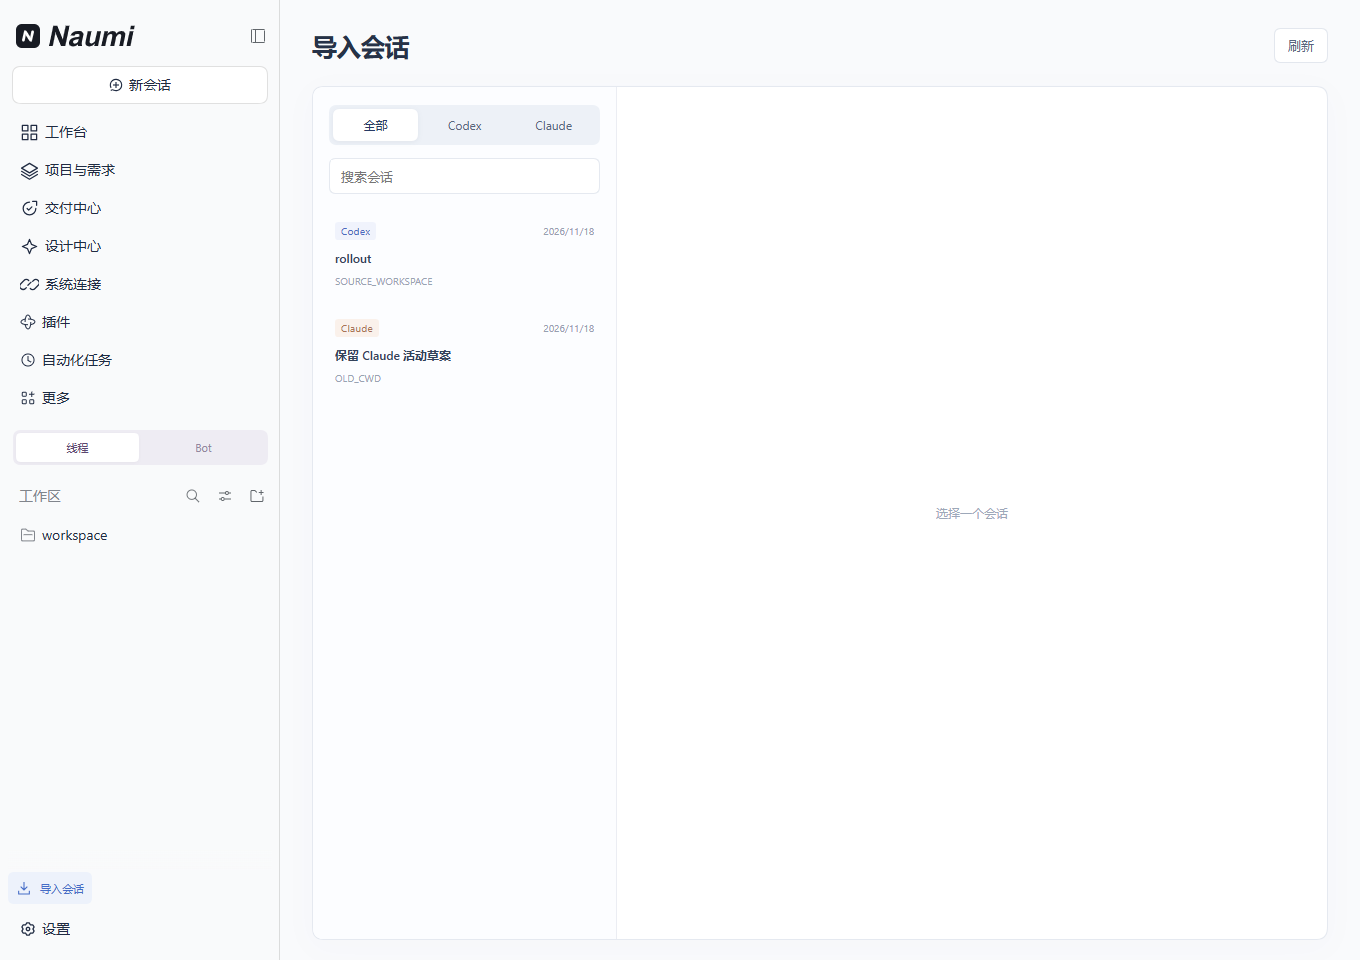 Naumi
新会话
工作台
项目与需求
交付中心
设计中心
系统连接
插件
自动化任务
更多
线程
Bot
工作区
workspace
导入会话
设置
导入会话
刷新
全部
Codex
Claude
搜索会话
Codex
2026/11/18
rollout
SOURCE_WORKSPACE
Claude
2026/11/18
保留 Claude 活动草案
OLD_CWD
选择一个会话